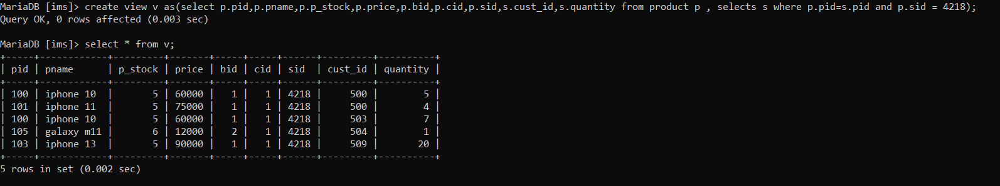 MariaDB [ims]> create view v as(select p.pid,p.pname,p.p_stock,p.price,p.bid,p.cid,p.sid,s.cust_id,s.quantity from product p , selects s where p.pid=s.pid and p.sid = 4218);
Query OK, 0 rows affected (0.003 sec)

MariaDB [ims]> select * from v;
+-----+------------+---------+-------+-----+-----+------+---------+----------+
| pid | pname      | p_stock | price | bid | cid | sid  | cust_id | quantity |
+-----+------------+---------+-------+-----+-----+------+---------+----------+
| 100 | iphone 10  |       5 | 60000 |   1 |   1 | 4218 |     500 |        5 |
| 101 | iphone 11  |       5 | 75000 |   1 |   1 | 4218 |     500 |        4 |
| 100 | iphone 10  |       5 | 60000 |   1 |   1 | 4218 |     503 |        7 |
| 105 | galaxy m11 |       6 | 12000 |   2 |   1 | 4218 |     504 |        1 |
| 103 | iphone 13  |       5 | 90000 |   1 |   1 | 4218 |     509 |       20 |
+-----+------------+---------+-------+-----+-----+------+---------+----------+
5 rows in set (0.002 sec)